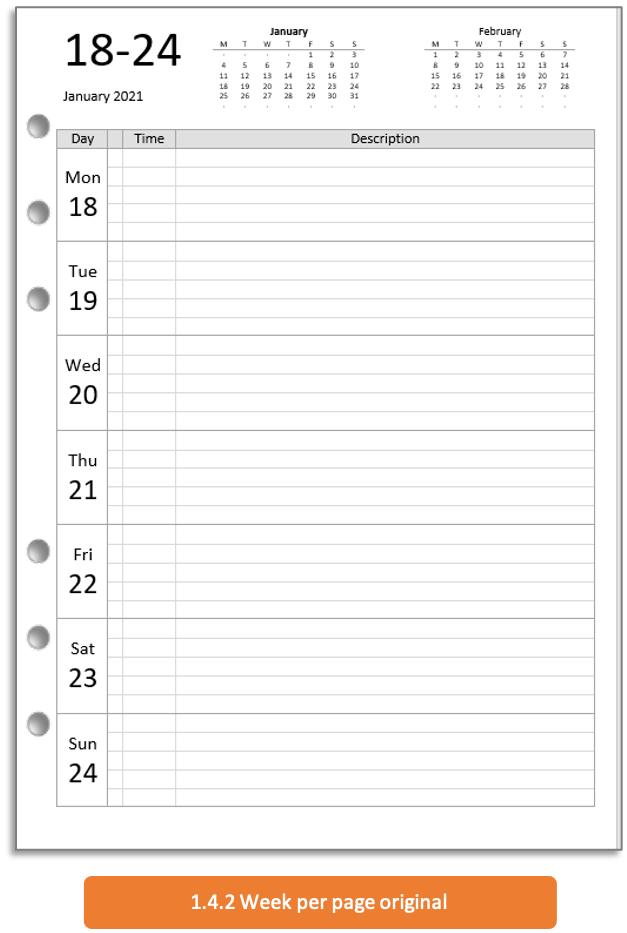 18-24
January 2021
January
M T W T F S S
· · · · 1 2 3
4 5 6 7 8 9 10
11 12 13 14 15 16 17
18 19 20 21 22 23 24
25 26 27 28 29 30 31
· · · · · · ·
February
M T W T F S S
1 2 3 4 5 6 7
8 9 10 11 12 13 14
15 16 17 18 19 20 21
22 23 24 25 26 27 28
· · · · · · ·
· · · · · · ·
Day Time Description
Mon
18
Tue
19
Wed
20
Thu
21
Fri
22
Sat
23
Sun
24
1.4.2 Week per page original